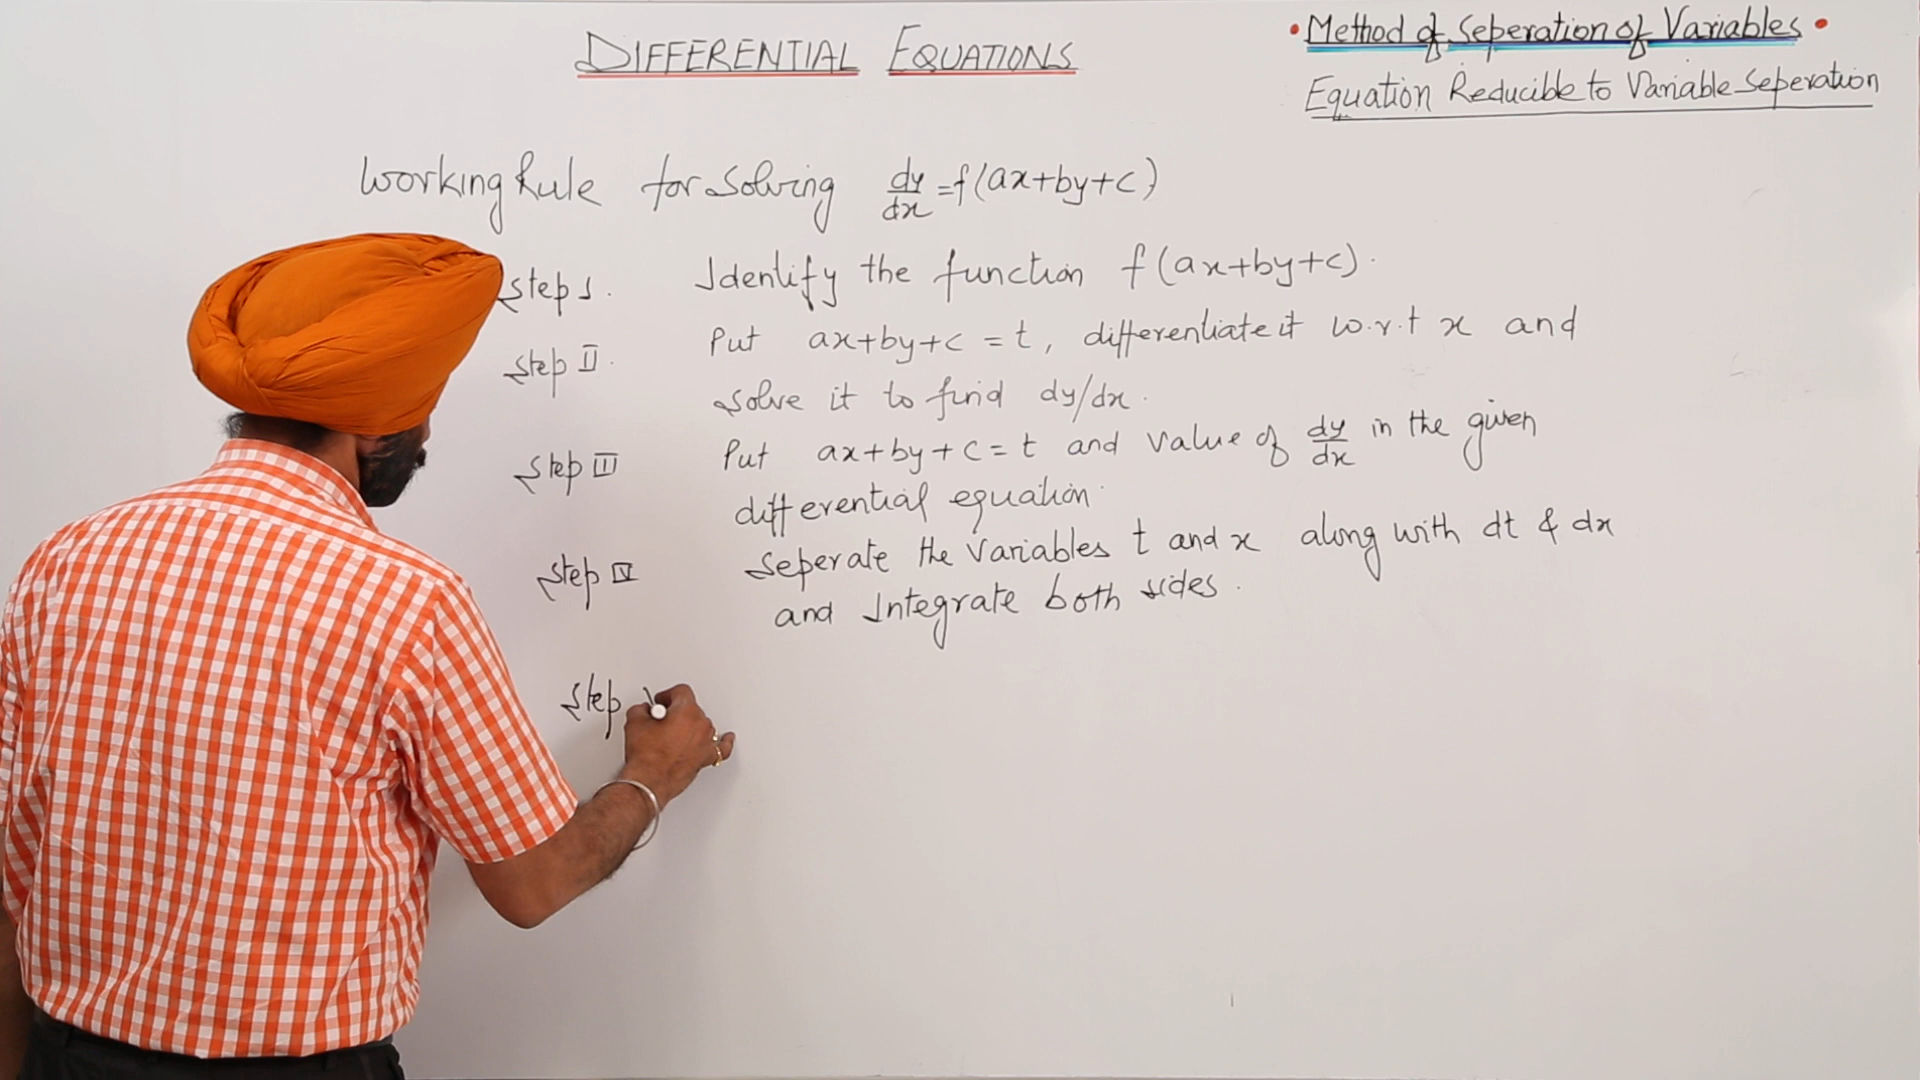 DIFFERENTIAL EQUATIONS
• Method of Seperation of Variables •
Equation Reducible to Variable Seperation
Working Rule for Solving dy/dx = f(ax+by+c)
Step I. Identify the function f(ax+by+c).
Step II. Put ax+by+c = t, differentiate it w.r.t x and
solve it to find dy/dx.
Step III Put ax+by+c = t and value of dy/dx in the given
differential equation.
Step IV Seperate the Variables t and x along with dt & dx
and Integrate both sides.
Step